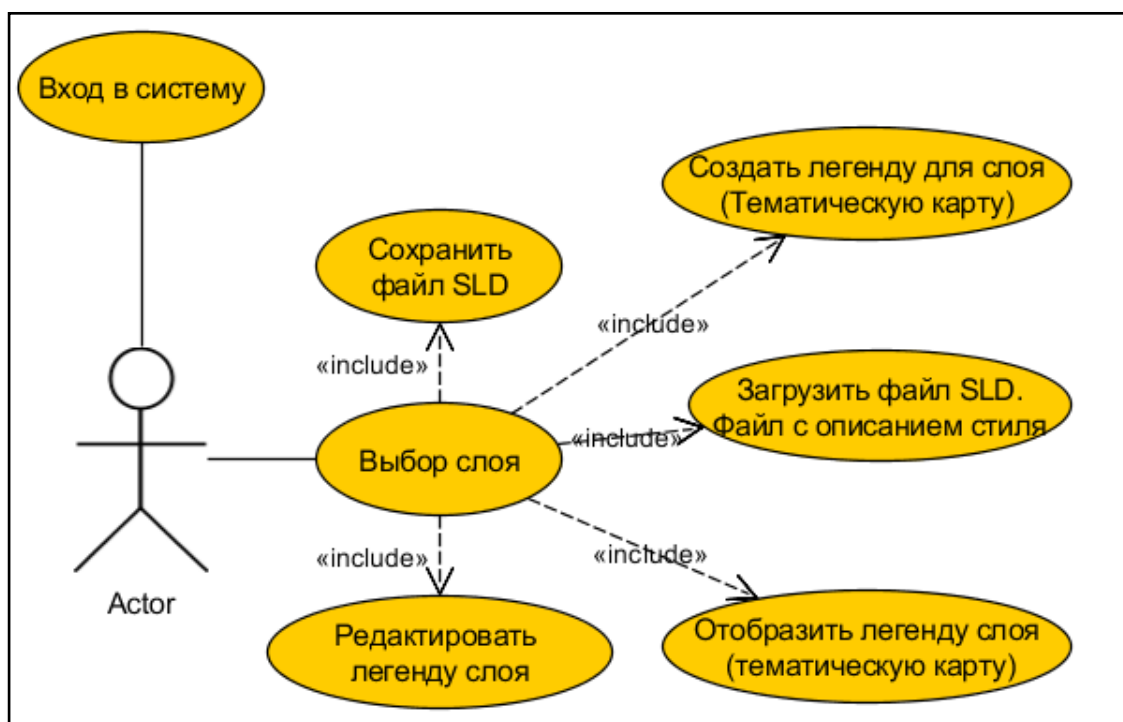 Вход в систему
Создать легенду для слоя
(Тематическую карту)
Сохранить
файл SLD
«include»
«include»
Загрузить файл SLD.
Файл с описанием стиля
«include»
Выбор слоя
«include»
«include»
Actor
Редактировать
легенду слоя
Отобразить легенду слоя
(тематическую карту)